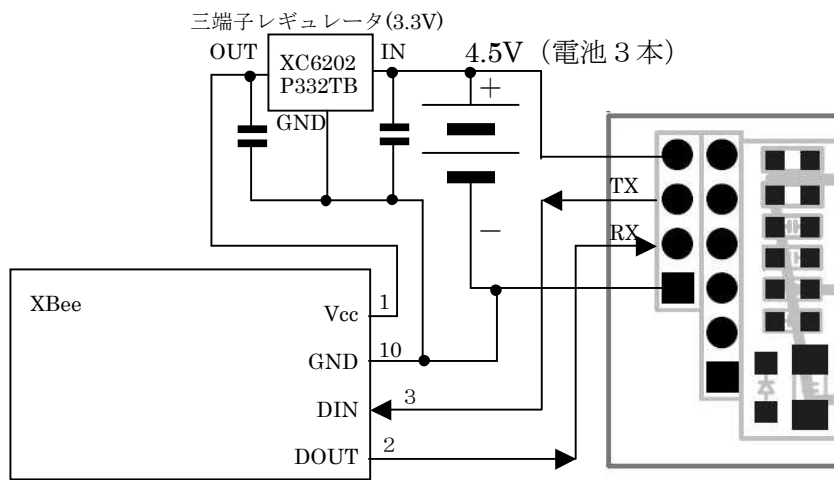 三端子レギュレータ(3.3V)
OUT
XC6202
P332TB
IN
4.5V（電池３本）
＋
GND
－
TX
RX
XBee
Vcc
1
GND
10
DIN
3
DOUT
2